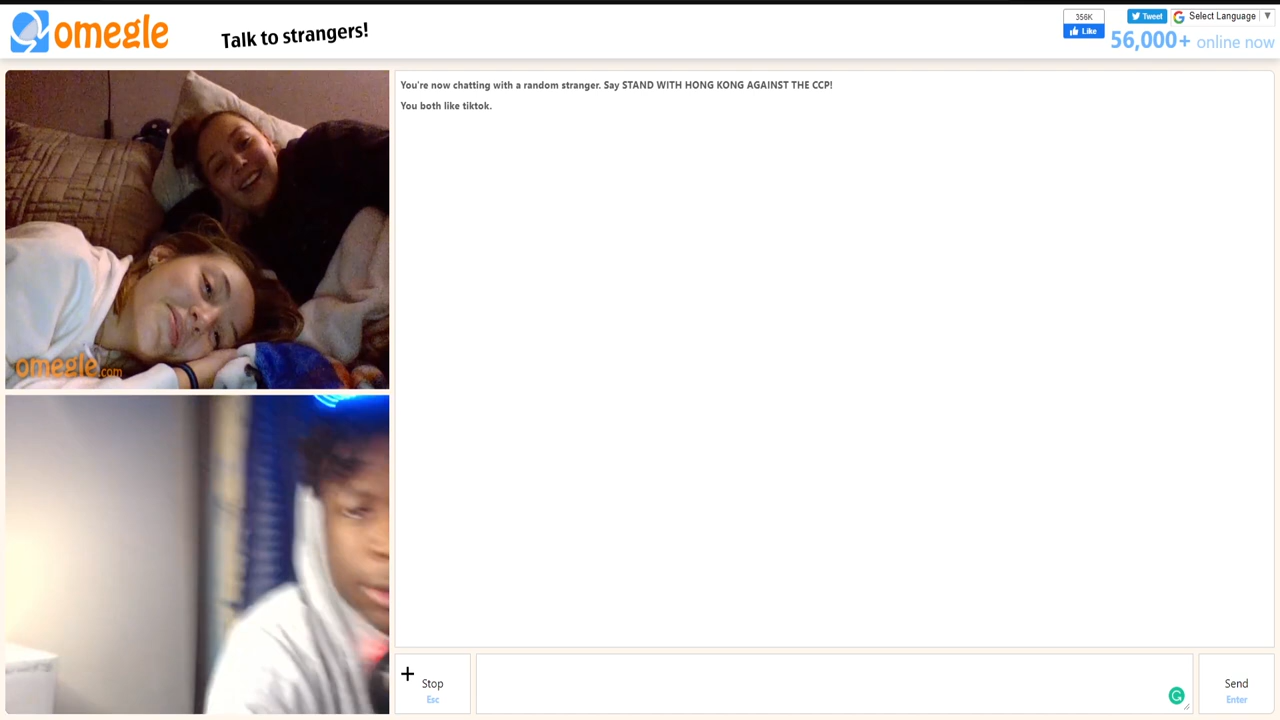 omegle
Talk to strangers!
356K
Like
Tweet
Select Language
56,000+ online now
You're now chatting with a random stranger. Say STAND WITH HONG KONG AGAINST THE CCP!
You both like tiktok.
omegle.com
Stop
Esc
Send
Enter